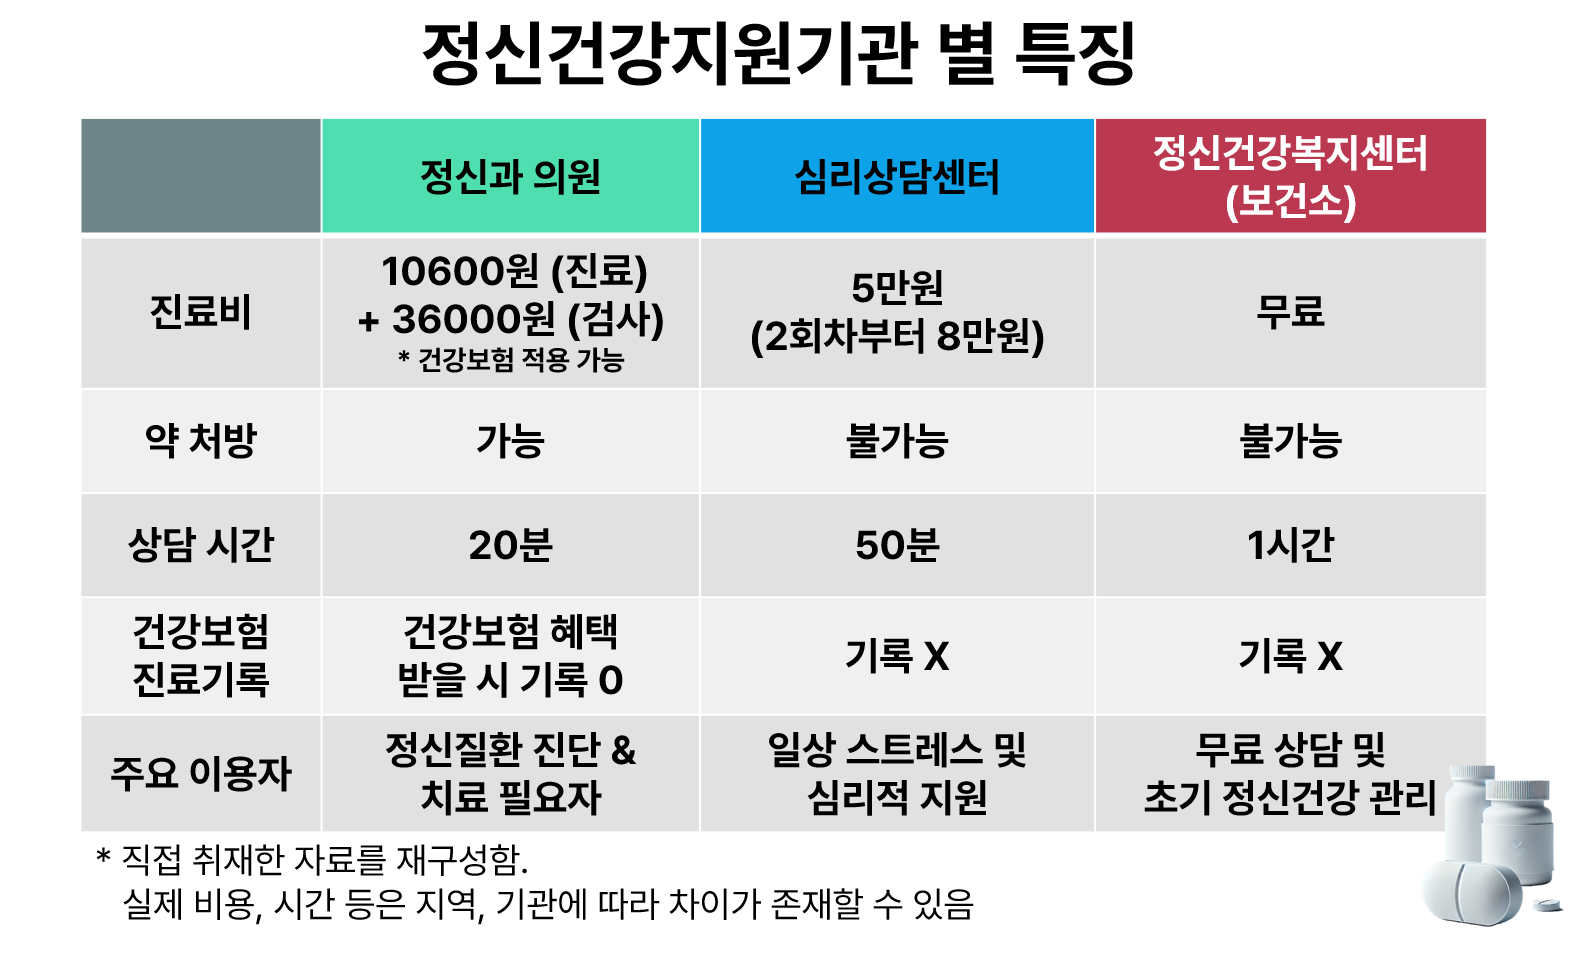 정신건강지원기관 별 특징
정신과 의원
심리상담센터
정신건강복지센터
(보건소)
진료비
10600원 (진료)
+ 36000원 (검사)
* 건강보험 적용 가능
5만원
(2회차부터 8만원)
무료
약 처방
가능
불가능
불가능
상담 시간
20분
50분
1시간
건강보험
진료기록
건강보험 혜택
받을 시 기록 0
기록 X
기록 X
주요 이용자
정신질환 진단 &
치료 필요자
일상 스트레스 및
심리적 지원
무료 상담 및
초기 정신건강 관리
* 직접 취재한 자료를 재구성함.
실제 비용, 시간 등은 지역, 기관에 따라 차이가 존재할 수 있음